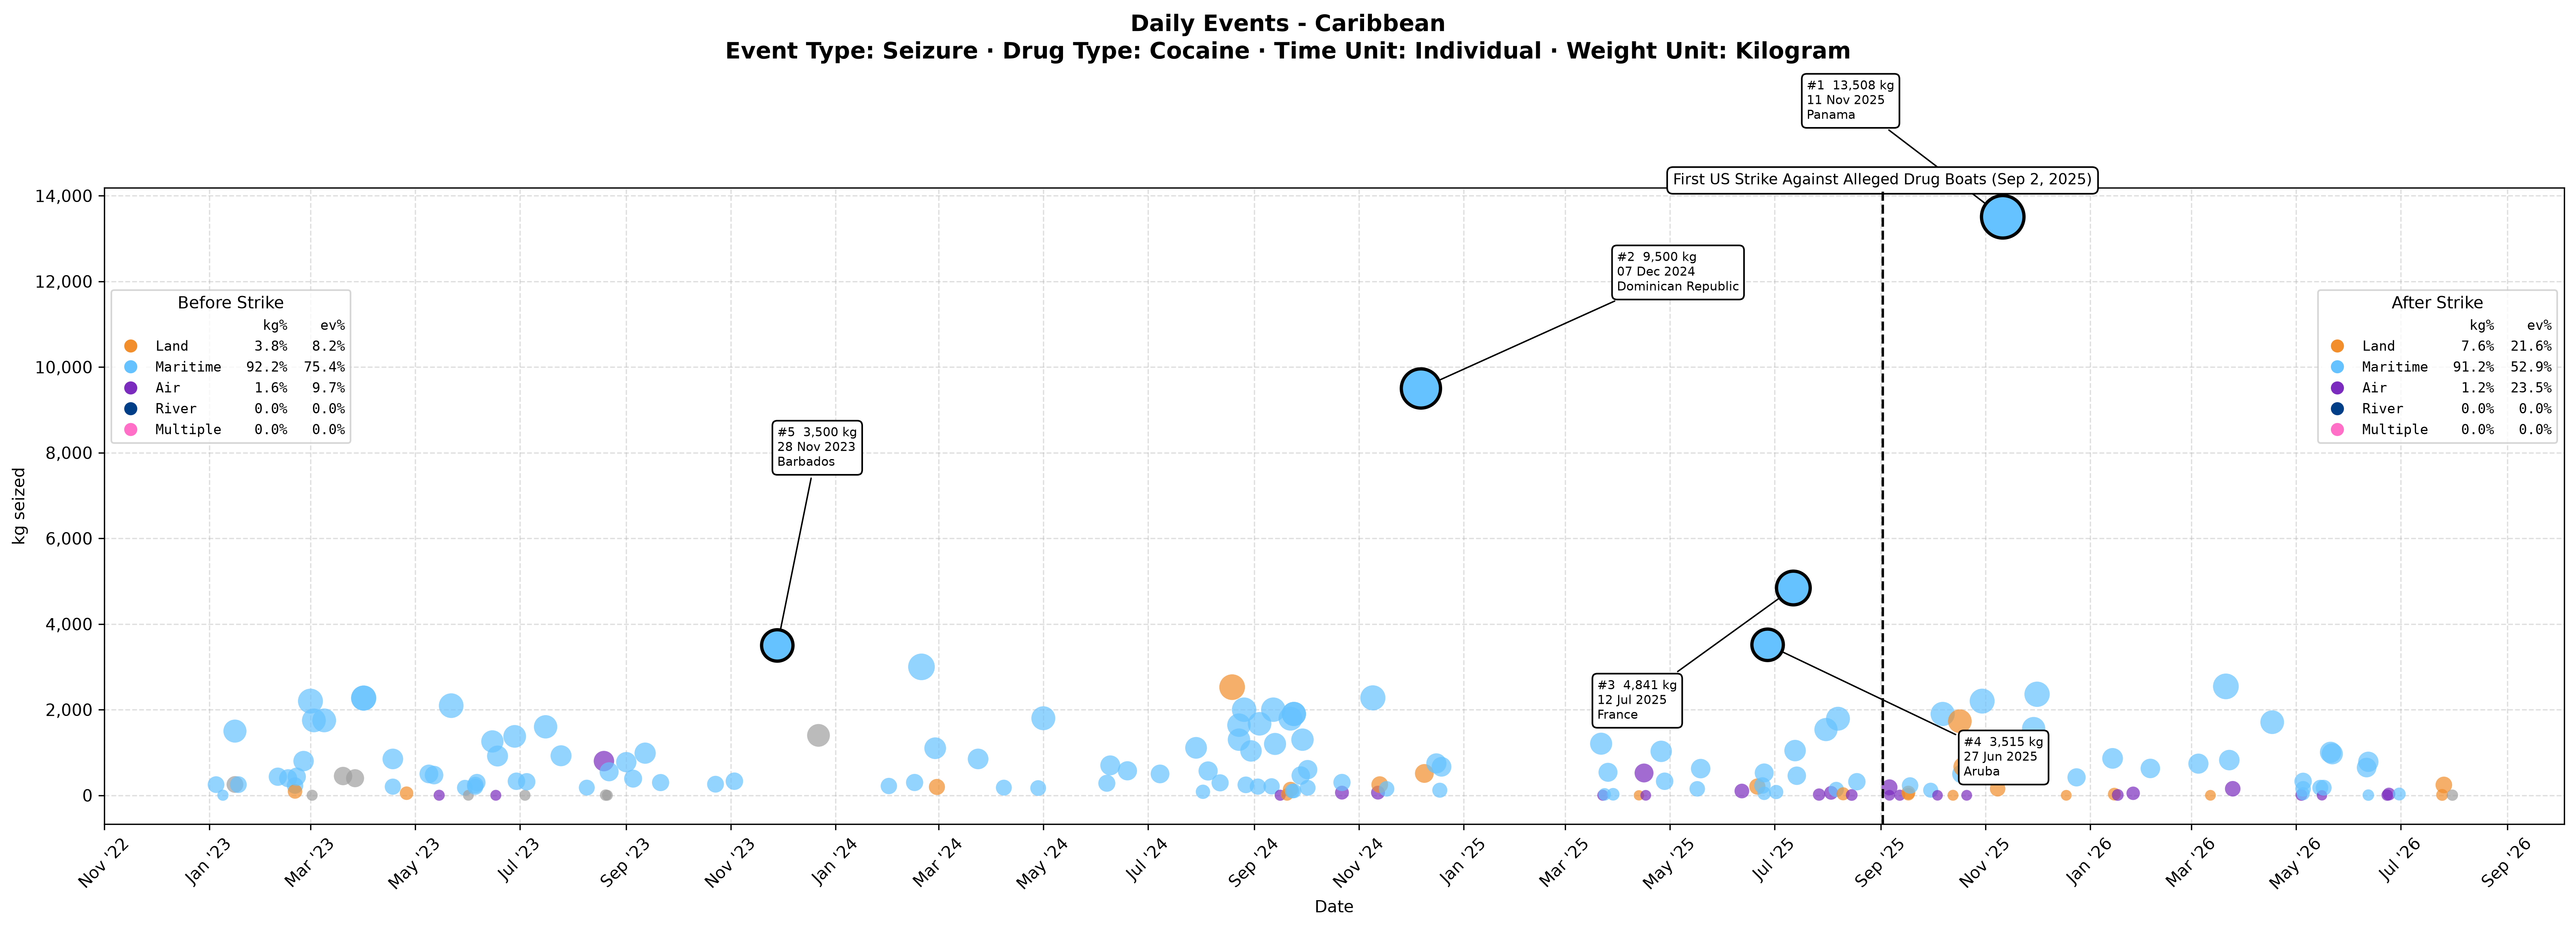 Daily Events - Caribbean
Event Type: Seizure · Drug Type: Cocaine · Time Unit: Individual · Weight Unit: Kilogram
#1  13,508 kg
11 Nov 2025
Panama
First US Strike Against Alleged Drug Boats (Sep 2, 2025)
#2  9,500 kg
07 Dec 2024
Dominican Republic
Before Strike
kg%  ev%
Land  3.8%  8.2%
Maritime  92.2%  75.4%
Air  1.6%  9.7%
River  0.0%  0.0%
Multiple  0.0%  0.0%
After Strike
kg%  ev%
Land  7.6%  21.6%
Maritime  91.2%  52.9%
Air  1.2%  23.5%
River  0.0%  0.0%
Multiple  0.0%  0.0%
#5  3,500 kg
28 Nov 2023
Barbados
#3  4,841 kg
12 Jul 2025
France
#4  3,515 kg
27 Jun 2025
Aruba
kg seized
14,000
12,000
10,000
8,000
6,000
4,000
2,000
0
Nov '22
Jan '23
Mar '23
May '23
Jul '23
Sep '23
Nov '23
Jan '24
Mar '24
May '24
Jul '24
Sep '24
Nov '24
Jan '25
Mar '25
May '25
Jul '25
Sep '25
Nov '25
Jan '26
Mar '26
May '26
Jul '26
Sep '26
Date